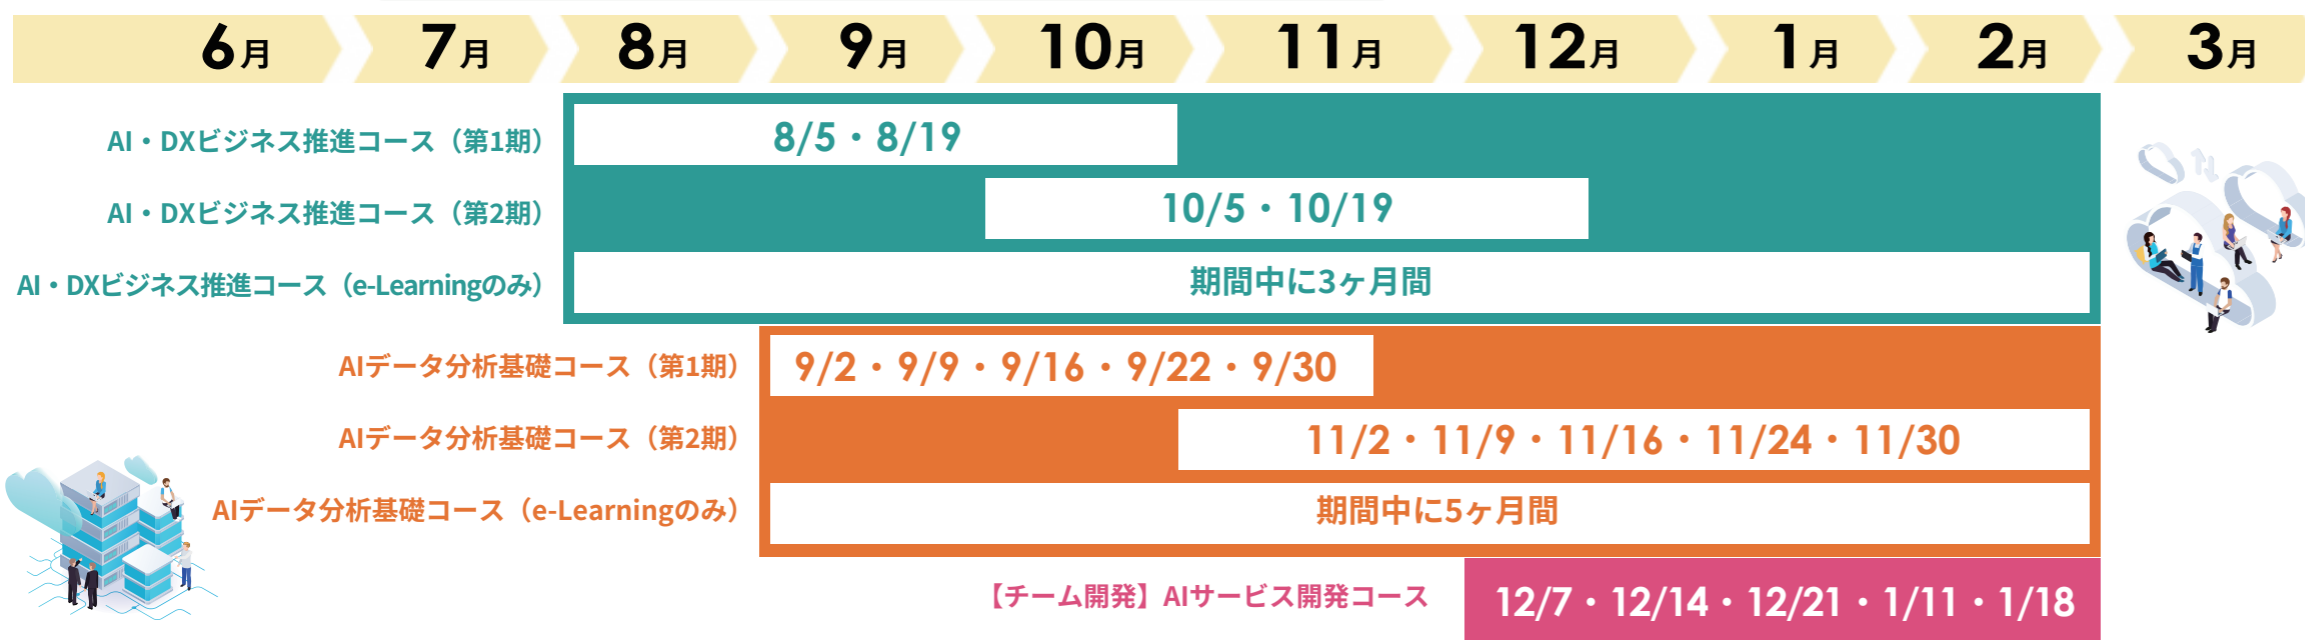 6月 7月 8月 9月 10月 11月 12月 1月 2月 3月
AI・DXビジネス推進コース（第1期） 8/5・8/19
AI・DXビジネス推進コース（第2期） 10/5・10/19
AI・DXビジネス推進コース（e-Learningのみ） 期間中に3ヶ月間
AIデータ分析基礎コース（第1期） 9/2・9/9・9/16・9/22・9/30
AIデータ分析基礎コース（第2期） 11/2・11/9・11/16・11/24・11/30
AIデータ分析基礎コース（e-Learningのみ） 期間中に5ヶ月間
【チーム開発】AIサービス開発コース 12/7・12/14・12/21・1/11・1/18